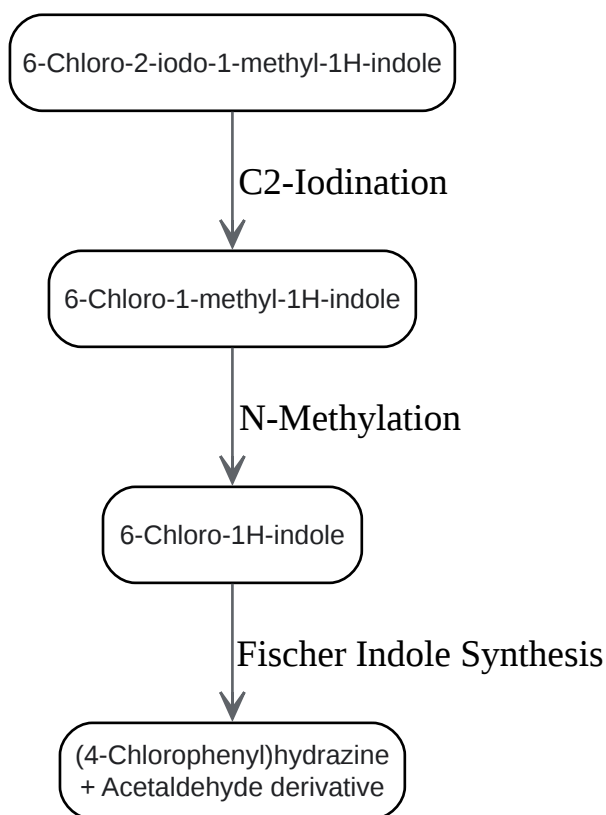 6-Chloro-2-iodo-1-methyl-1H-indole
C2-Iodination
6-Chloro-1-methyl-1H-indole
N-Methylation
6-Chloro-1H-indole
Fischer Indole Synthesis
(4-Chlorophenyl)hydrazine
+ Acetaldehyde derivative